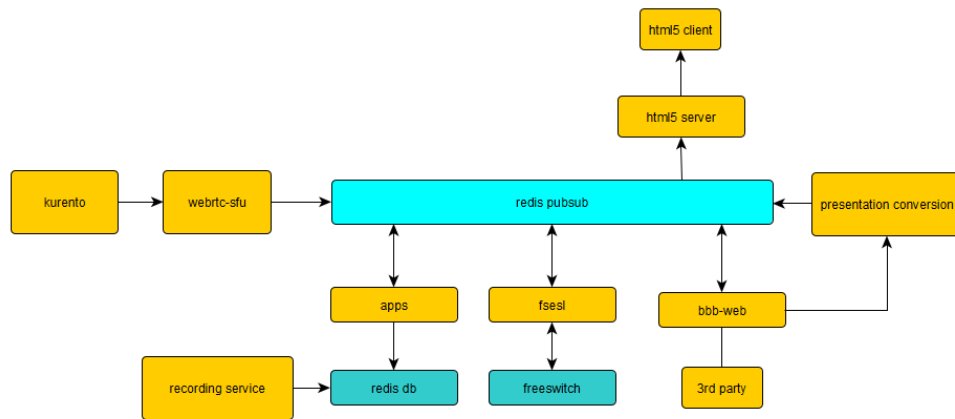 html5 client
html5 server
kurento
webrtc-sfu
redis pubsub
presentation conversion
apps
fsesl
bbb-web
recording service
redis db
freeswitch
3rd party